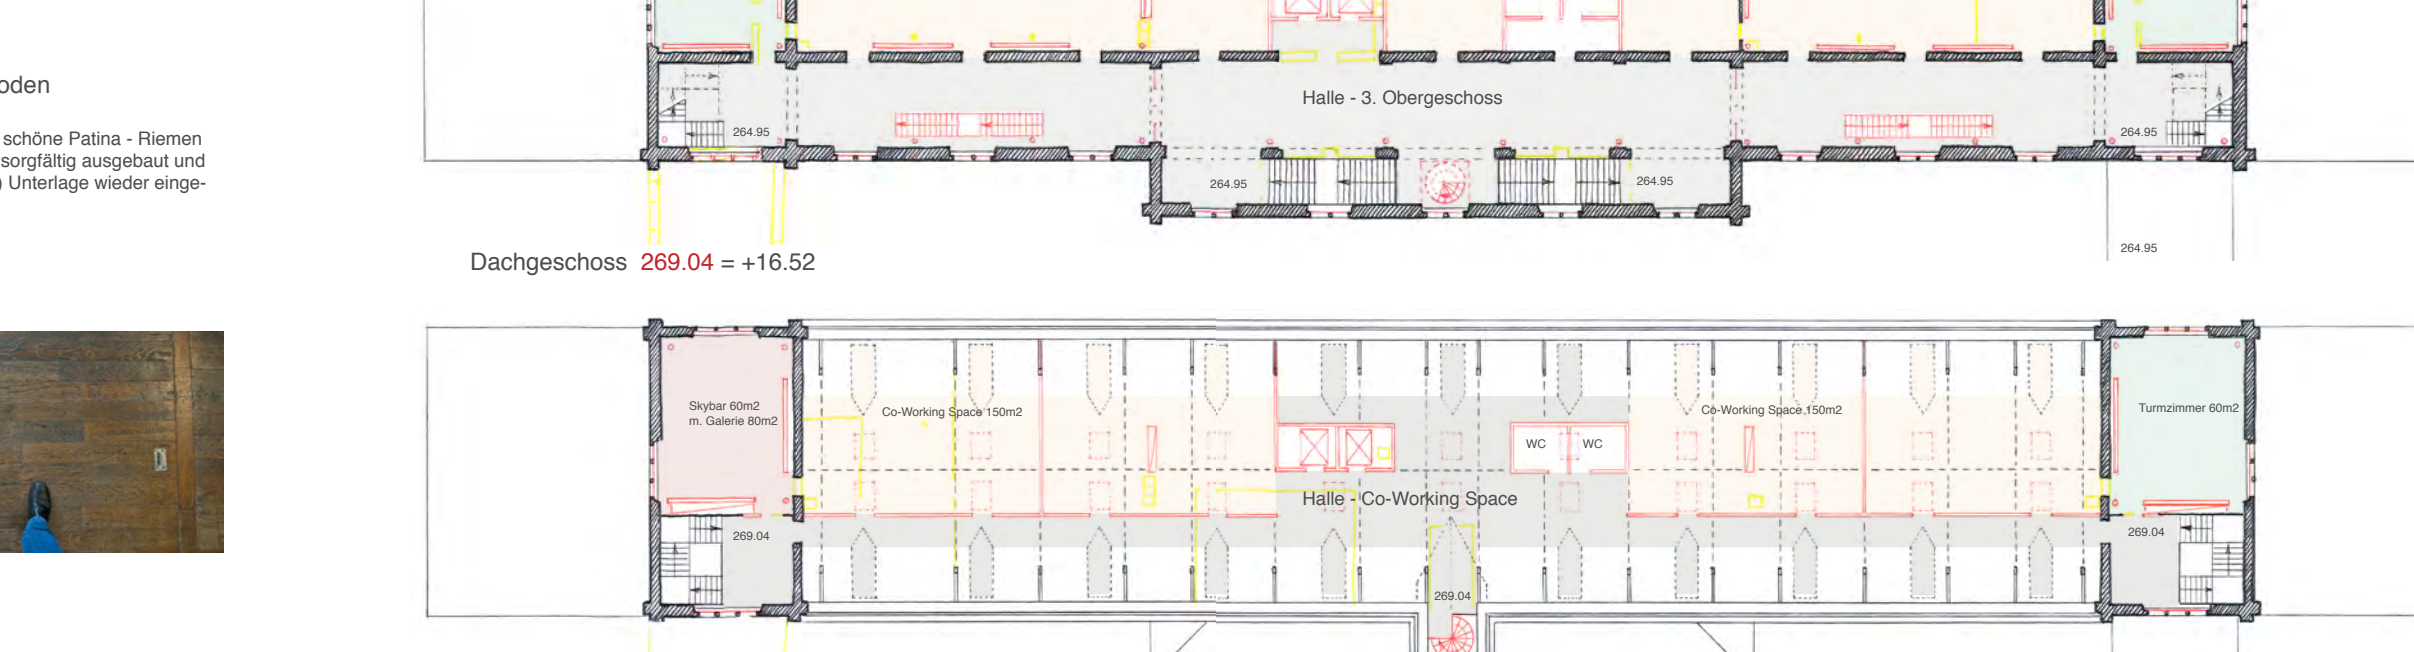 oden
schöne Patina - Riemen
sorgfältig ausgebaut und
) Unterlage wieder einge-
Halle - 3. Obergeschoss
264.95
264.95
264.95
264.95
264.95
Dachgeschoss 269.04 = +16.52
Skybar 60m2
m. Galerie 80m2
Co-Working Space 150m2
WC
WC
Co-Working Space 150m2
Turmzimmer 60m2
Halle - Co-Working Space
269.04
269.04
269.04